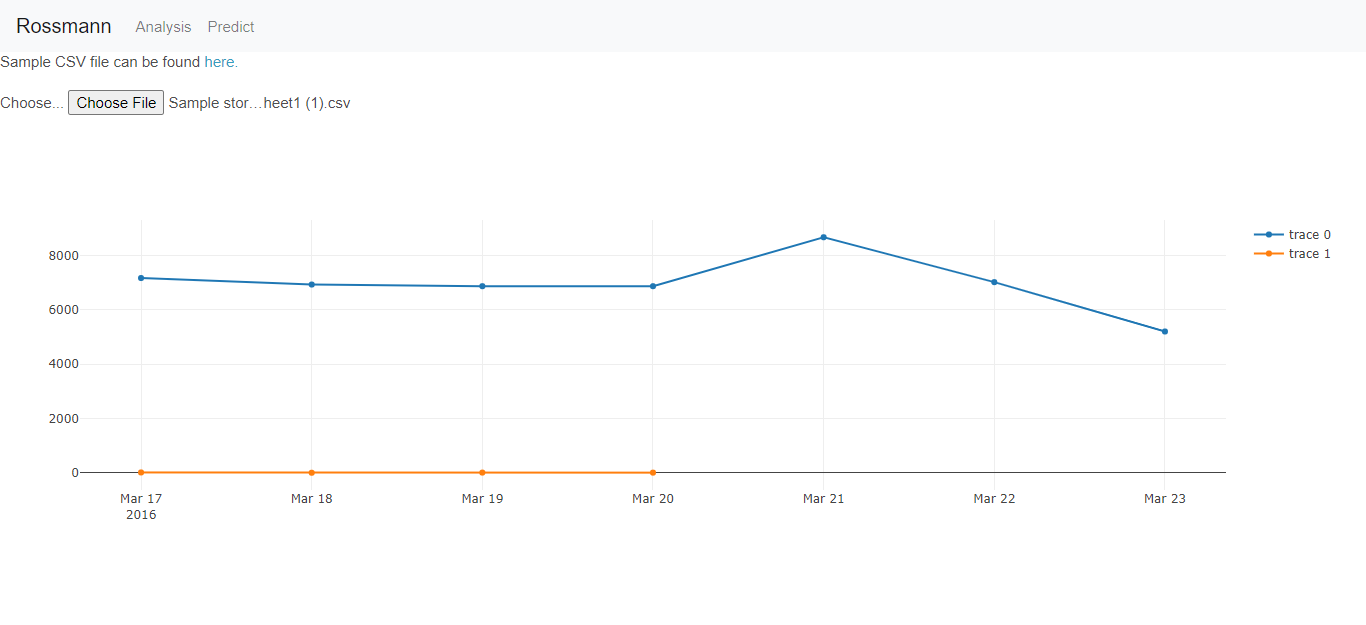 Rossmann Analysis Predict
Sample CSV file can be found here.
Choose... Choose File Sample stor...heet1 (1).csv
trace 0
trace 1
8000
6000
4000
2000
0
Mar 17 Mar 18 Mar 19 Mar 20 Mar 21 Mar 22 Mar 23
2016